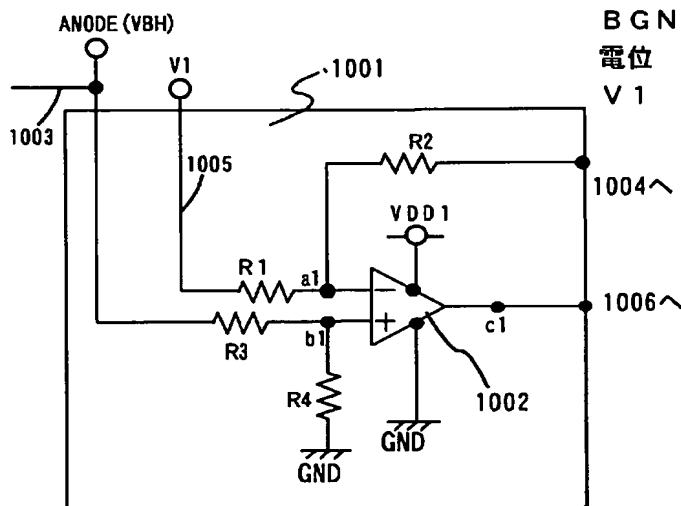 ANODE (VBH)
V1
1001
BGN
電位
V1
1003
1005
R2
1004へ
VDD1
R1
a1
−
1006へ
R3
b1
+
c1
R4
1002
GND
GND